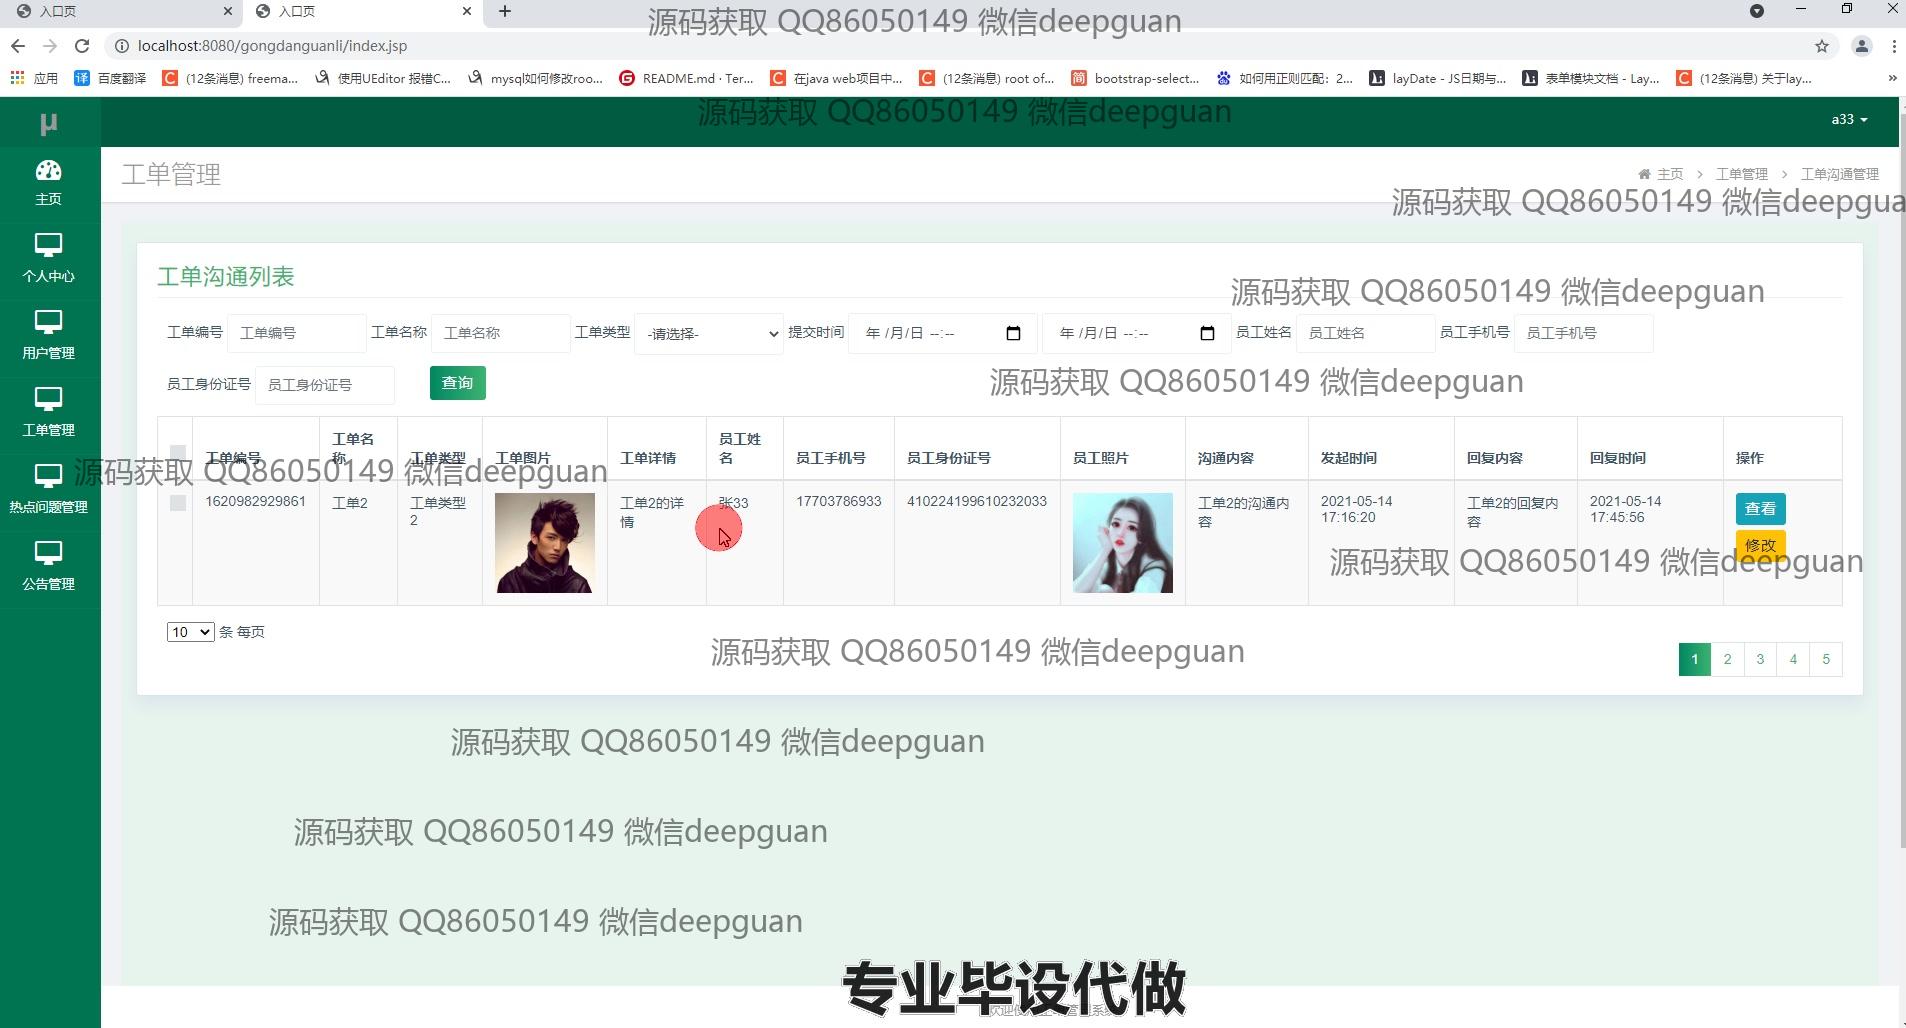 入口页
入口页
源码获取 QQ86050149 微信deepguan
localhost:8080/gongdanguanli/index.jsp
应用
百度翻译
(12条消息) freema...
使用UEditor 报错C...
mysql如何修改roo...
README.md · Ter...
在java web项目中...
(12条消息) root of...
bootstrap-select...
如何用正则匹配：2...
layDate - JS日期与...
表单模块文档 - Lay...
(12条消息) 关于lay...
»
μ
源码获取 QQ86050149 微信deepguan
a33
主页
个人中心
用户管理
工单管理
热点问题管理
公告管理
工单管理
主页 > 工单管理 > 工单沟通管理
源码获取 QQ86050149 微信deepgua
工单沟通列表
源码获取 QQ86050149 微信deepguan
工单编号 工单编号 工单名称 工单名称 工单类型 -请选择- 提交时间 年 /月/日 --:-- 年 /月/日 --:-- 员工姓名 员工姓名 员工手机号 员工手机号
员工身份证号 员工身份证号 查询
源码获取 QQ86050149 微信deepguan
工单编号 工单名称 工单类型 工单图片 工单详情 员工姓名 员工手机号 员工身份证号 员工照片 沟通内容 发起时间 回复内容 回复时间 操作
源码获取 QQ86050149 微信deepguan
1620982929861 工单2 工单类型2 工单2的详情 张33 17703786933 410224199610232033 工单2的沟通内容 2021-05-14 17:16:20 工单2的回复内容 2021-05-14 17:45:56 查看
修改
源码获取 QQ86050149 微信deepguan
10 条 每页
源码获取 QQ86050149 微信deepguan
1 2 3 4 5
源码获取 QQ86050149 微信deepguan
源码获取 QQ86050149 微信deepguan
源码获取 QQ86050149 微信deepguan
专业毕设代做